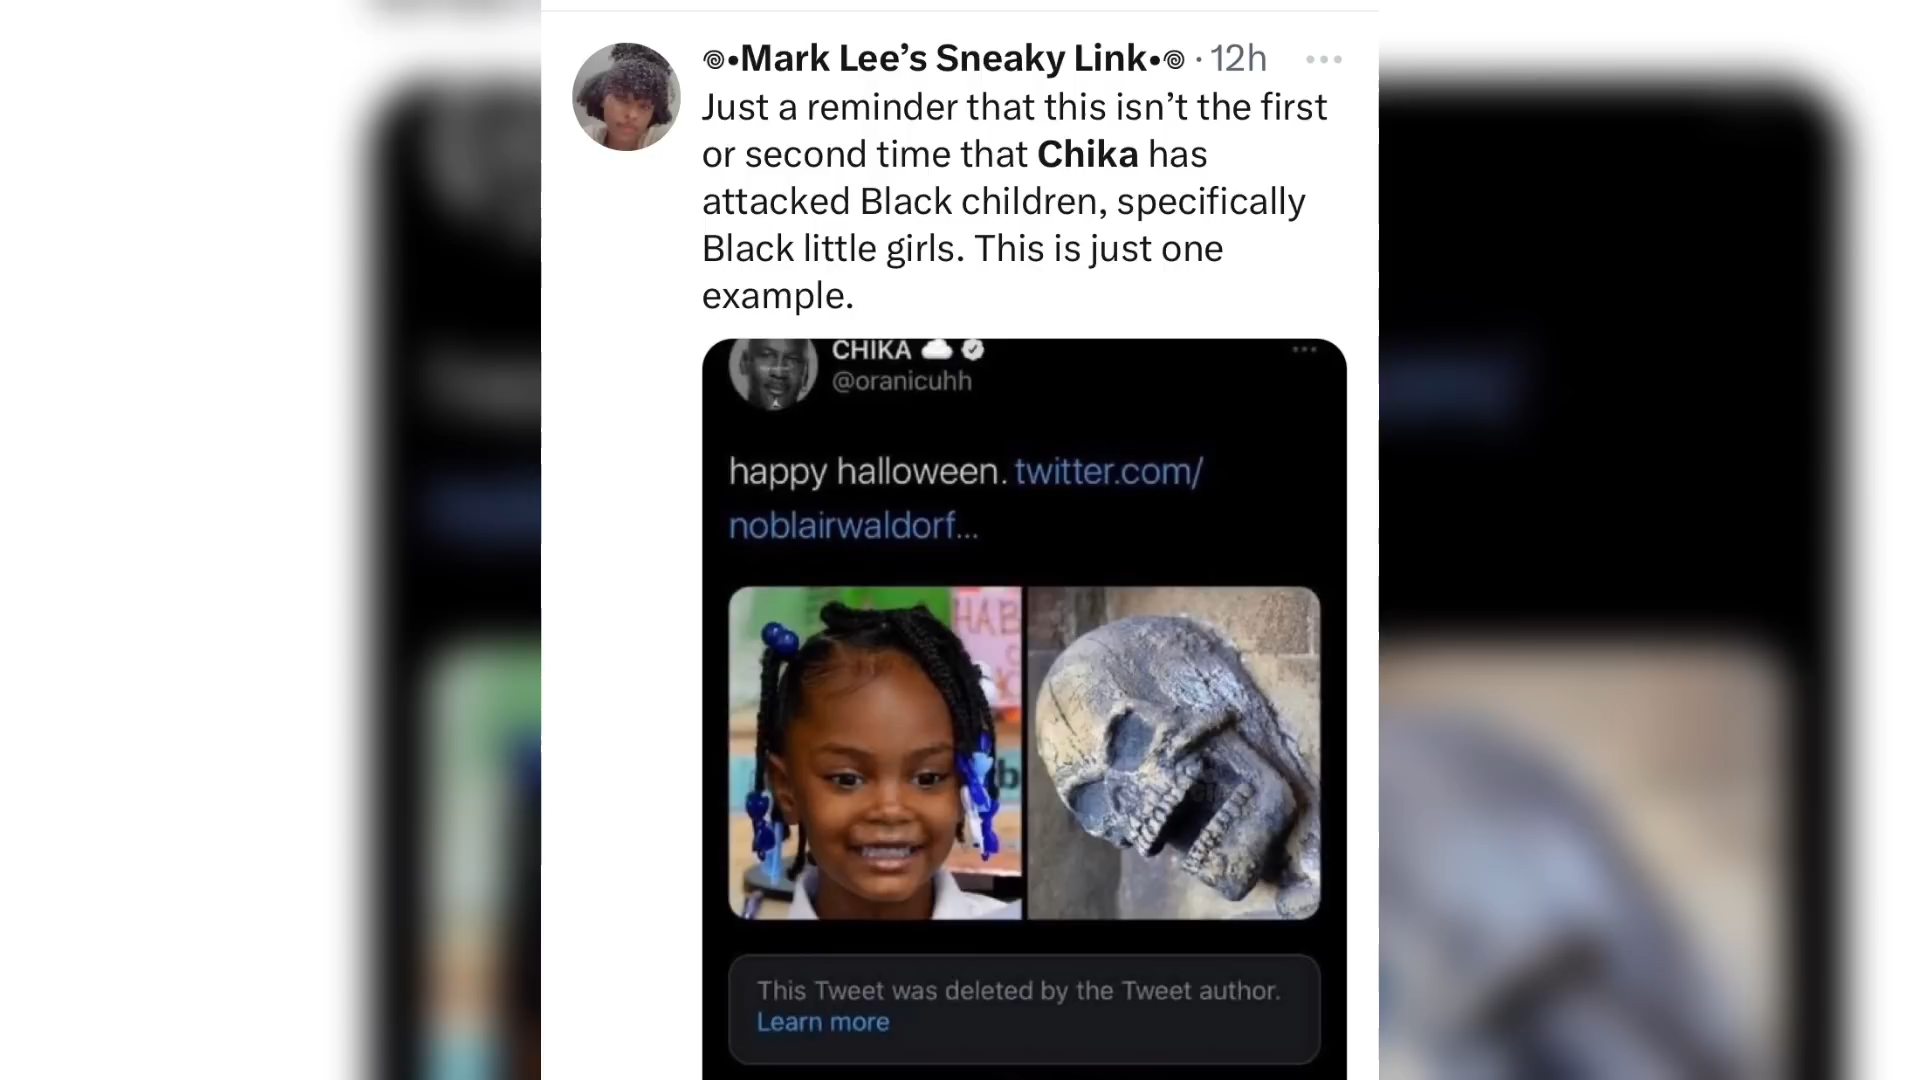 •Mark Lee’s Sneaky Link• · 12h
Just a reminder that this isn’t the first
or second time that Chika has
attacked Black children, specifically
Black little girls. This is just one
example.
CHIKA
@oranicuhh
happy halloween. twitter.com/
noblairwaldorf...
HAB
This Tweet was deleted by the Tweet author.
Learn more